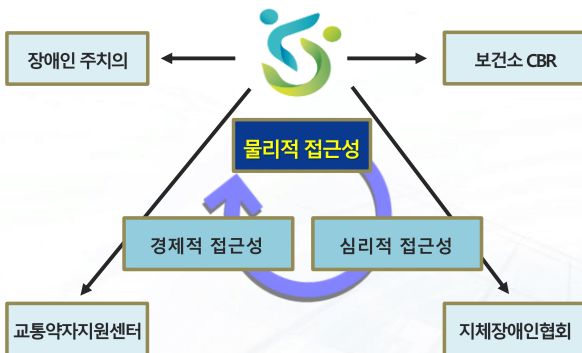 장애인 주치의
보건소 CBR
물리적 접근성
경제적 접근성
심리적 접근성
교통약자지원센터
지체장애인협회